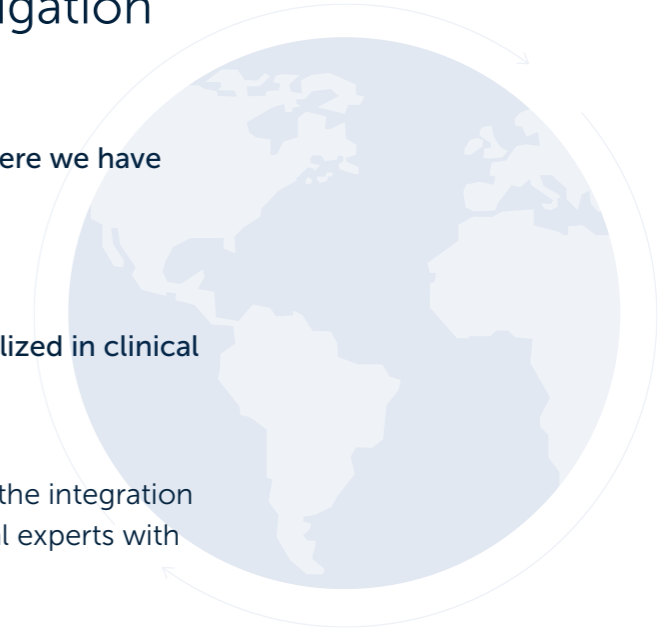 igation
ere we have
lized in clinical
the integration
l experts with